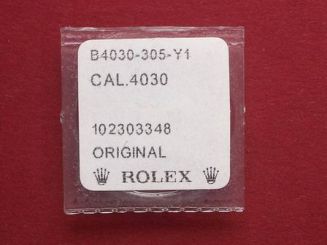 B4030-305-Y1
CAL.4030
102303348
ORIGINAL
ROLEX